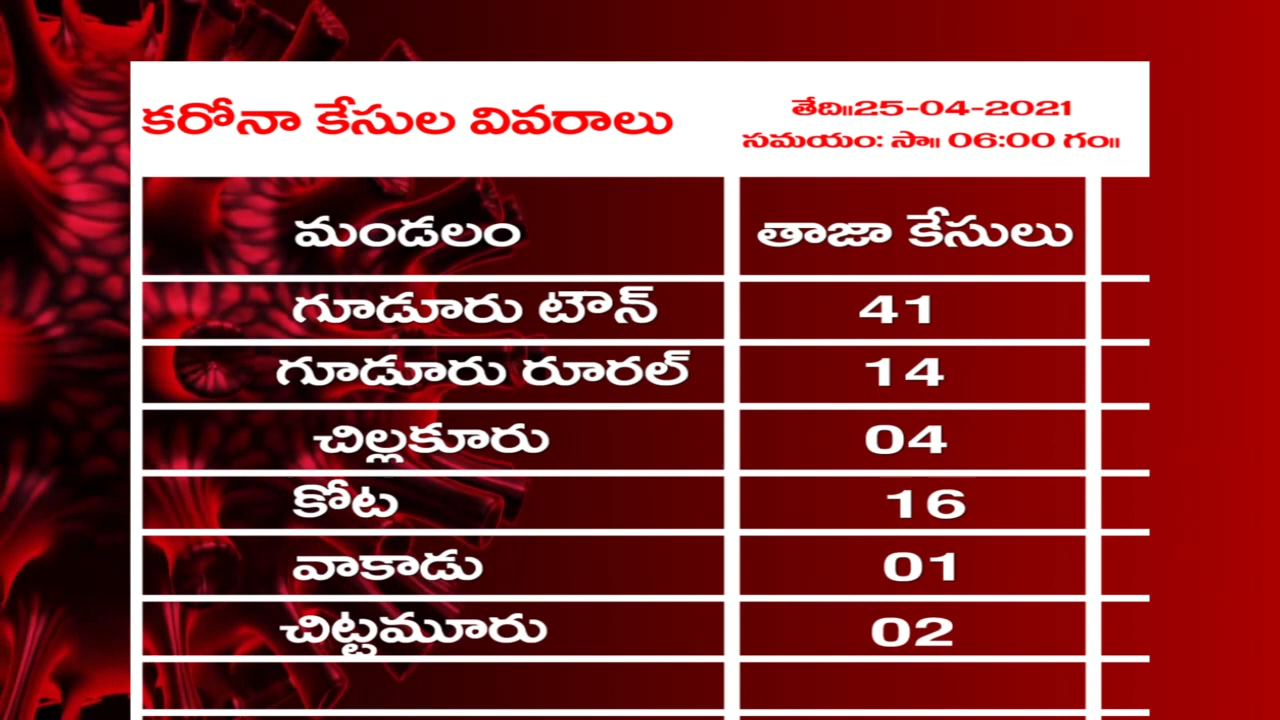 కరోనా కేసుల వివరాలు
తేది॥25-04-2021
సమయం: సా॥ 06:00 గం॥
మండలం తాజా కేసులు
గూడూరు టౌన్ 41
గూడూరు రూరల్ 14
చిల్లకూరు 04
కోట 16
వాకాడు 01
చిట్టమూరు 02